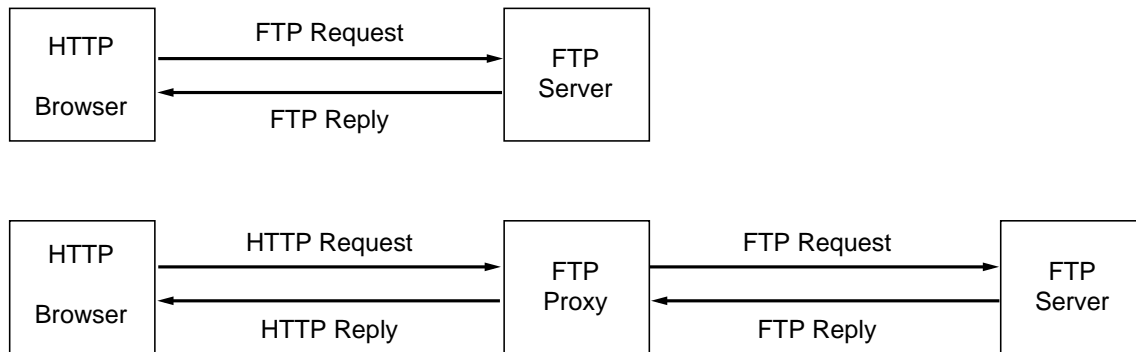 HTTP
Browser
FTP Request
FTP Reply
FTP
Server
HTTP
Browser
HTTP Request
HTTP Reply
FTP
Proxy
FTP Request
FTP Reply
FTP
Server